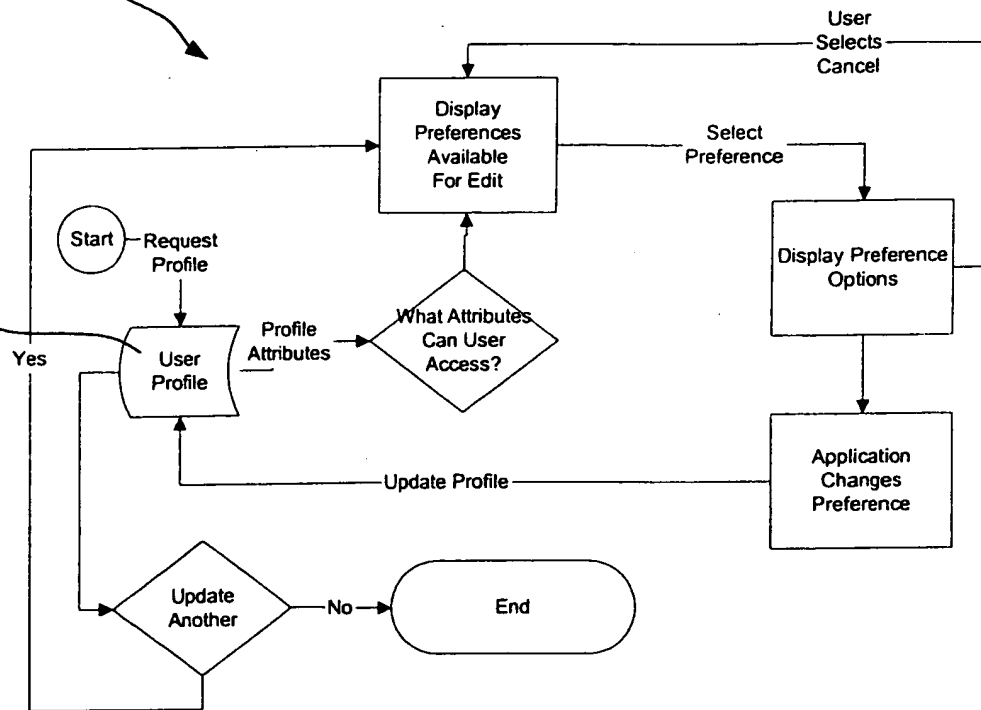 User
Selects
Cancel
Display
Preferences
Available
For Edit
Select
Preference
Start
Request
Profile
Display Preference
Options
What Attributes
Can User
Access?
Profile
Attributes
Yes
User
Profile
Application
Changes
Preference
Update Profile
Update
Another
No
End